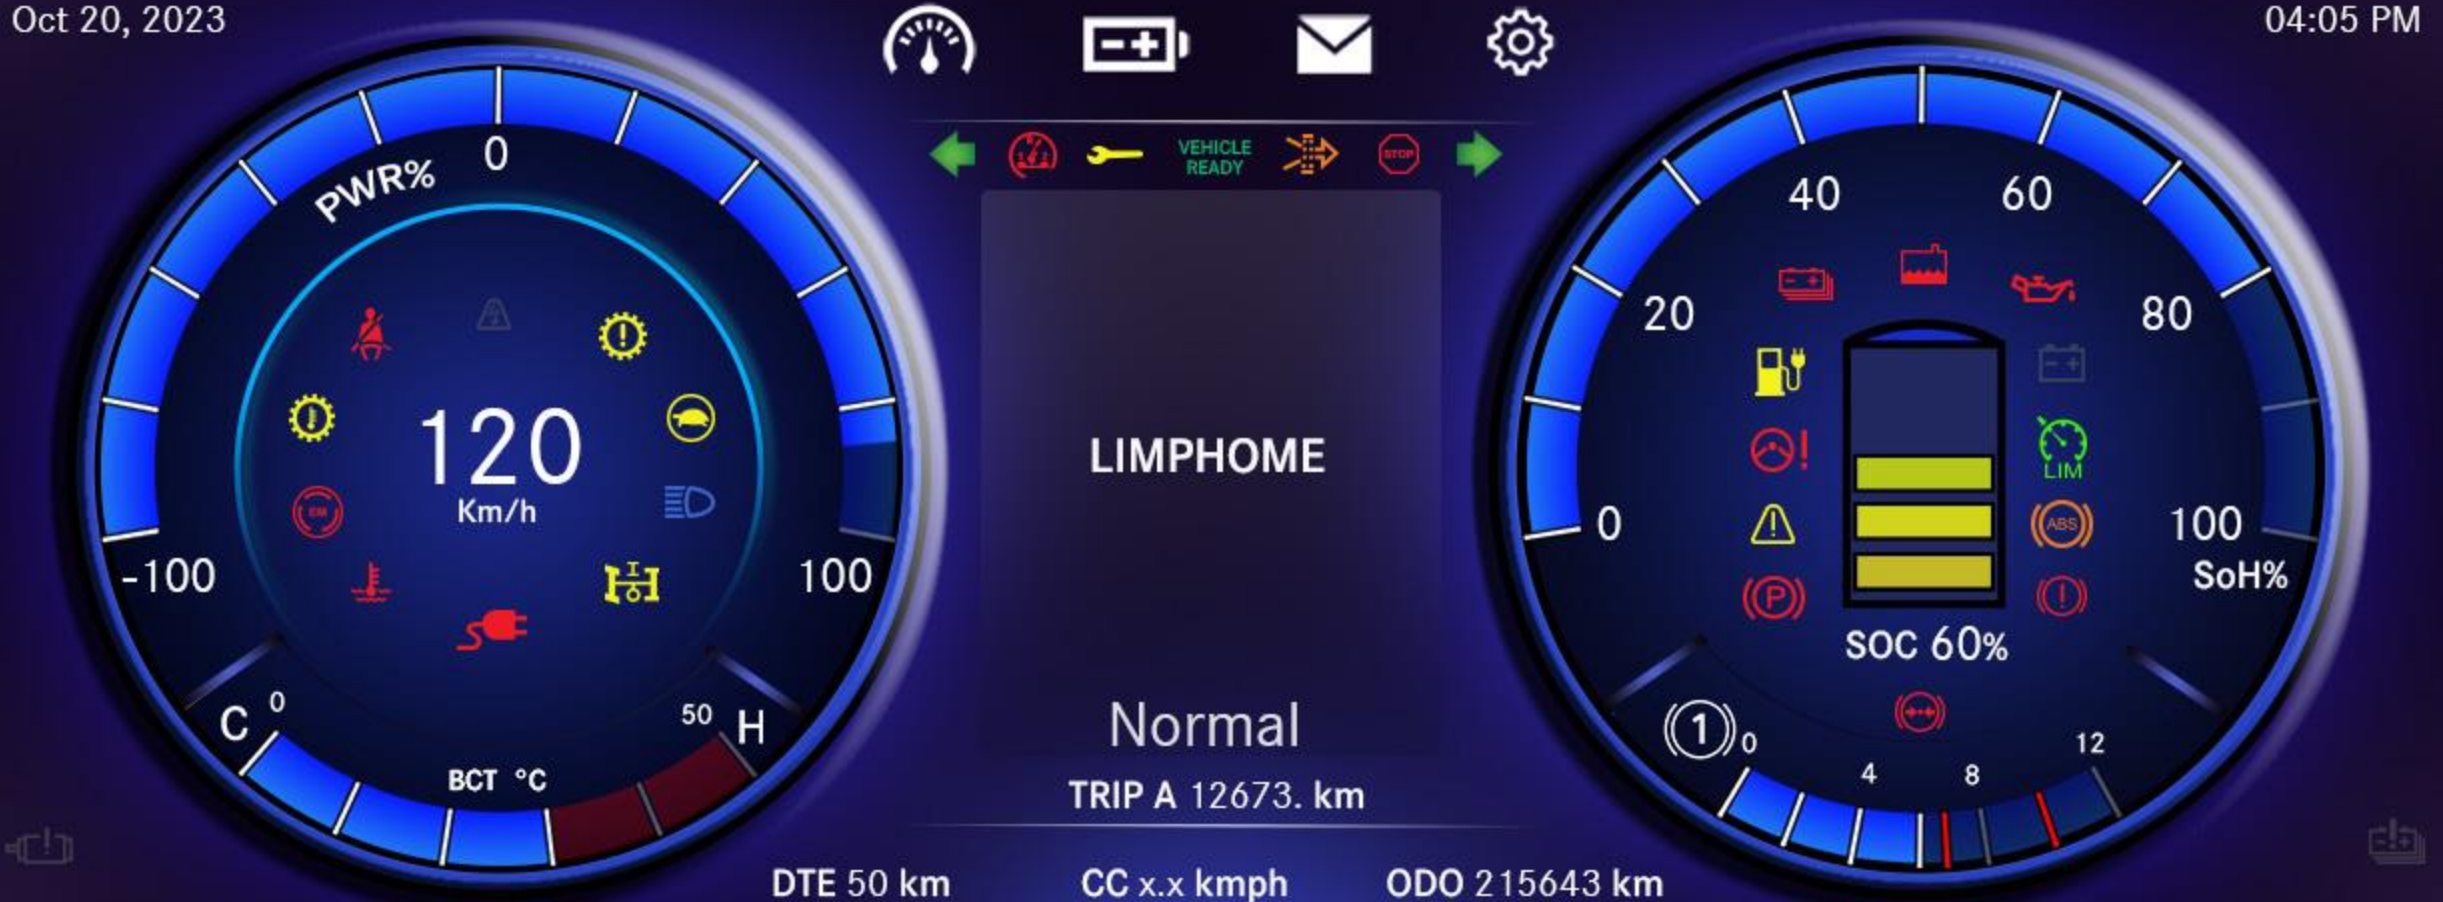 Oct 20, 2023
04:05 PM
VEHICLE
READY
STOP
PWR%
0
-100
100
120
Km/h
EM
C
0
50
H
BCT °C
LIMPHOME
Normal
TRIP A 12673. km
DTE 50 km
CC x.x kmph
ODO 215643 km
0
20
40
60
80
100
SoH%
LIM
ABS
P
SOC 60%
1
0
4
8
12